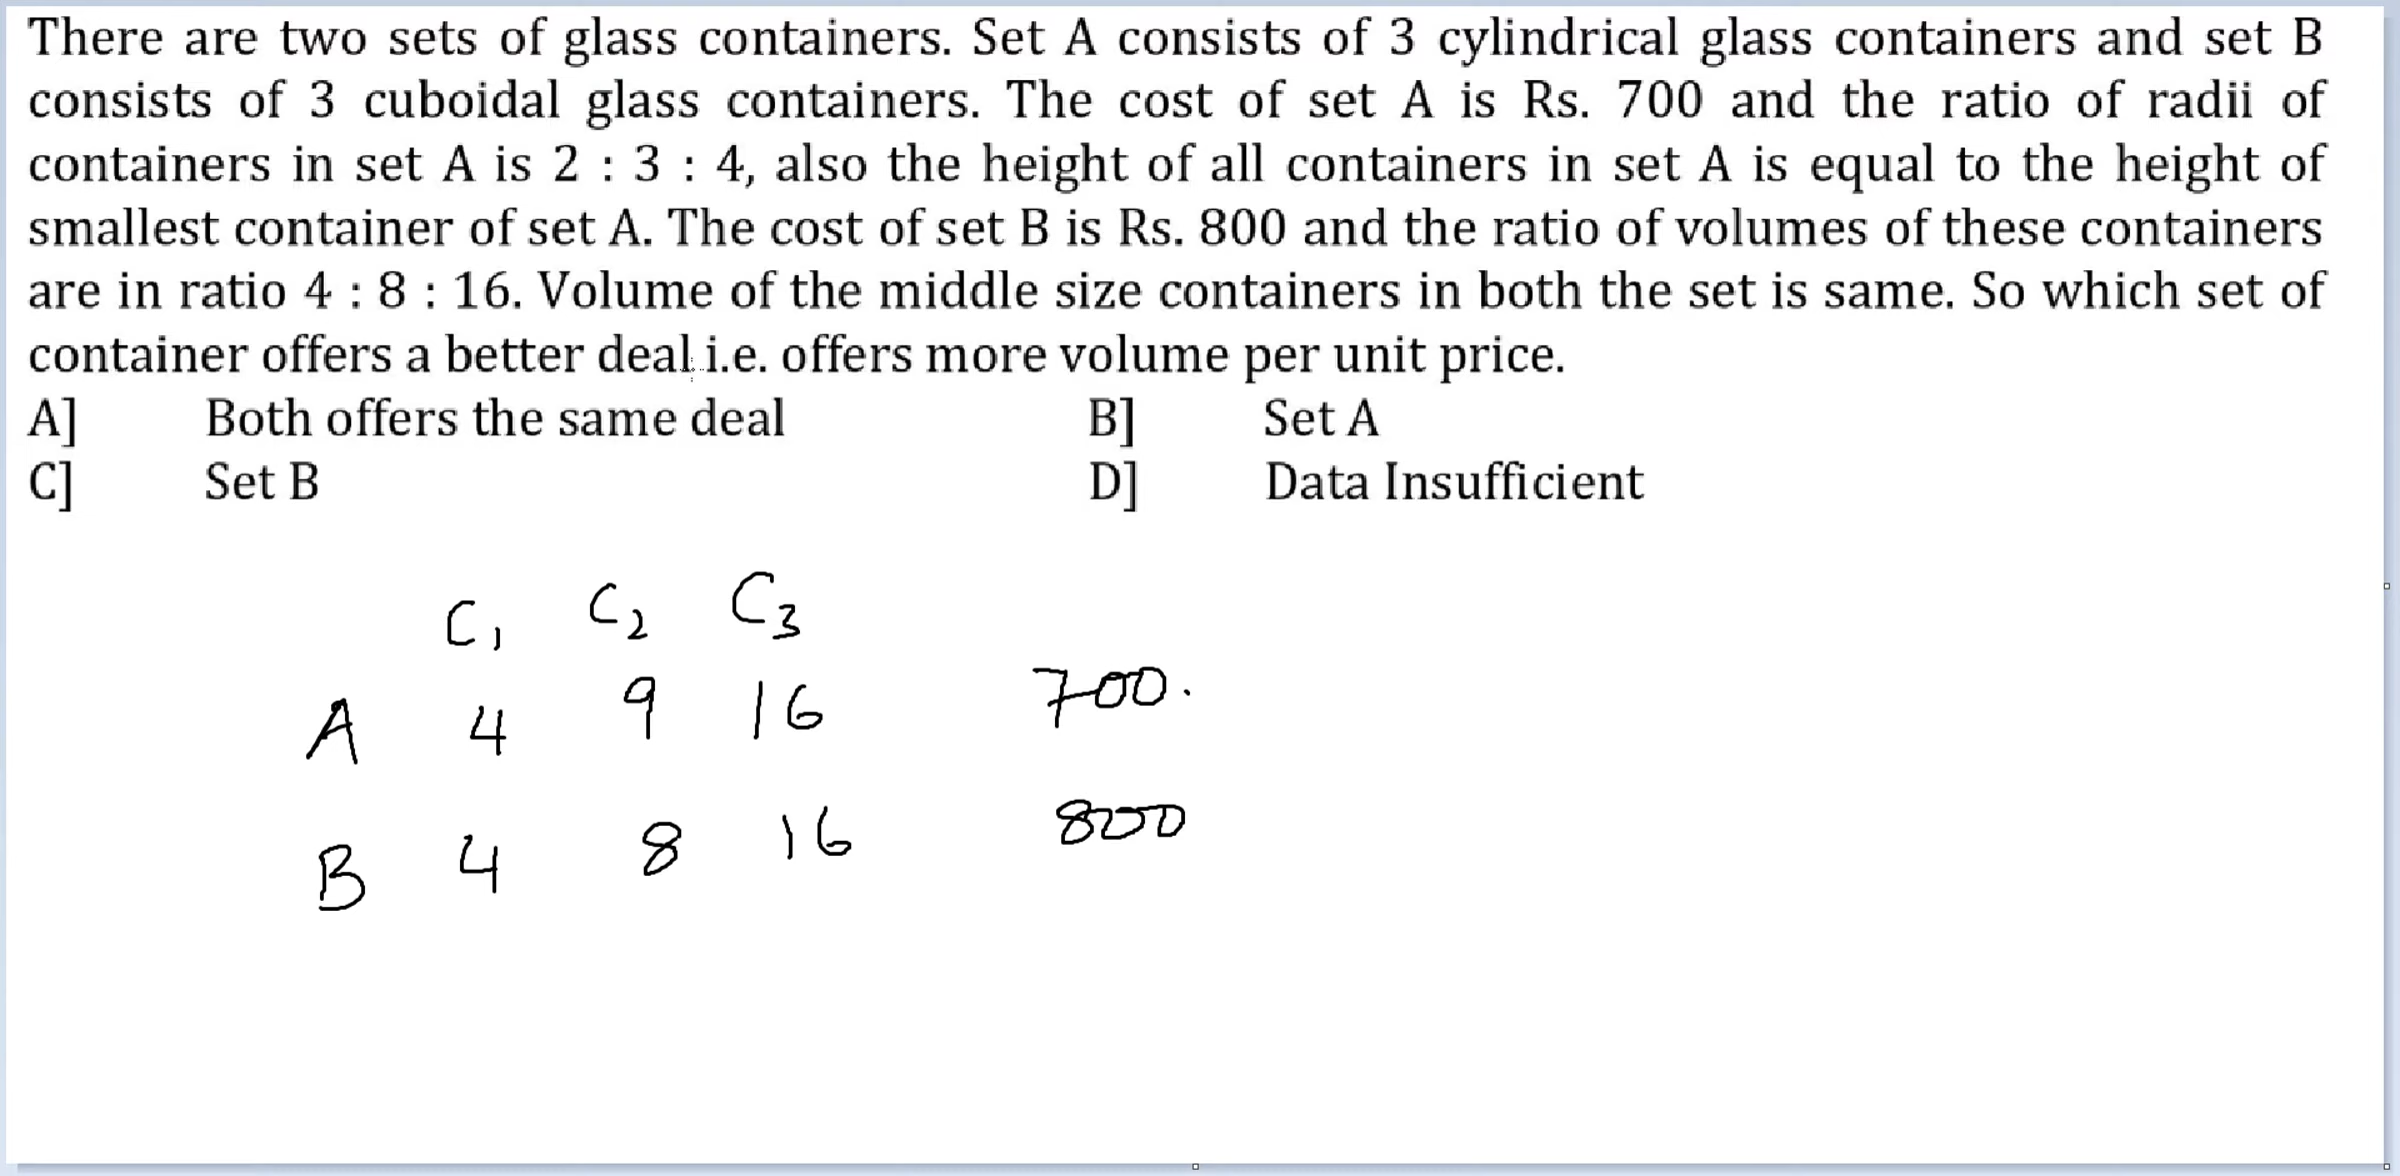 There are two sets of glass containers. Set A consists of 3 cylindrical glass containers and set B
consists of 3 cuboidal glass containers. The cost of set A is Rs. 700 and the ratio of radii of
containers in set A is 2 : 3 : 4, also the height of all containers in set A is equal to the height of
smallest container of set A. The cost of set B is Rs. 800 and the ratio of volumes of these containers
are in ratio 4 : 8 : 16. Volume of the middle size containers in both the set is same. So which set of
container offers a better deal i.e. offers more volume per unit price.
A] Both offers the same deal B] Set A
C] Set B D] Data Insufficient
C1 C2 C3
A 4 9 16 700.
B 4 8 16 800